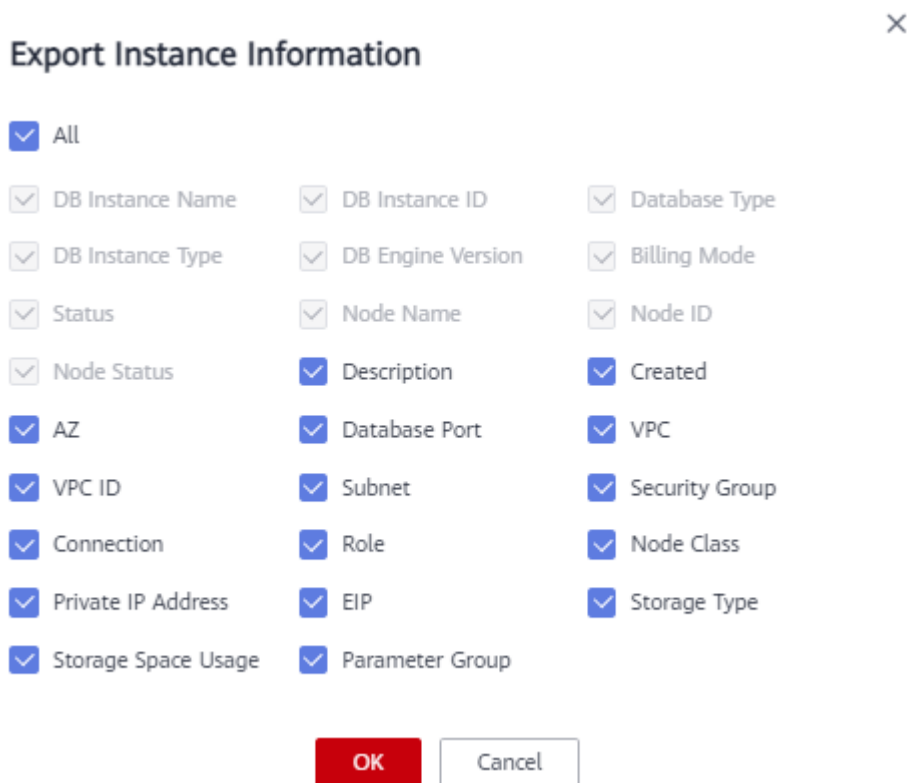 Export Instance Information
All
DB Instance Name DB Instance ID Database Type
DB Instance Type DB Engine Version Billing Mode
Status Node Name Node ID
Node Status Description Created
AZ Database Port VPC
VPC ID Subnet Security Group
Connection Role Node Class
Private IP Address EIP Storage Type
Storage Space Usage Parameter Group
OK Cancel